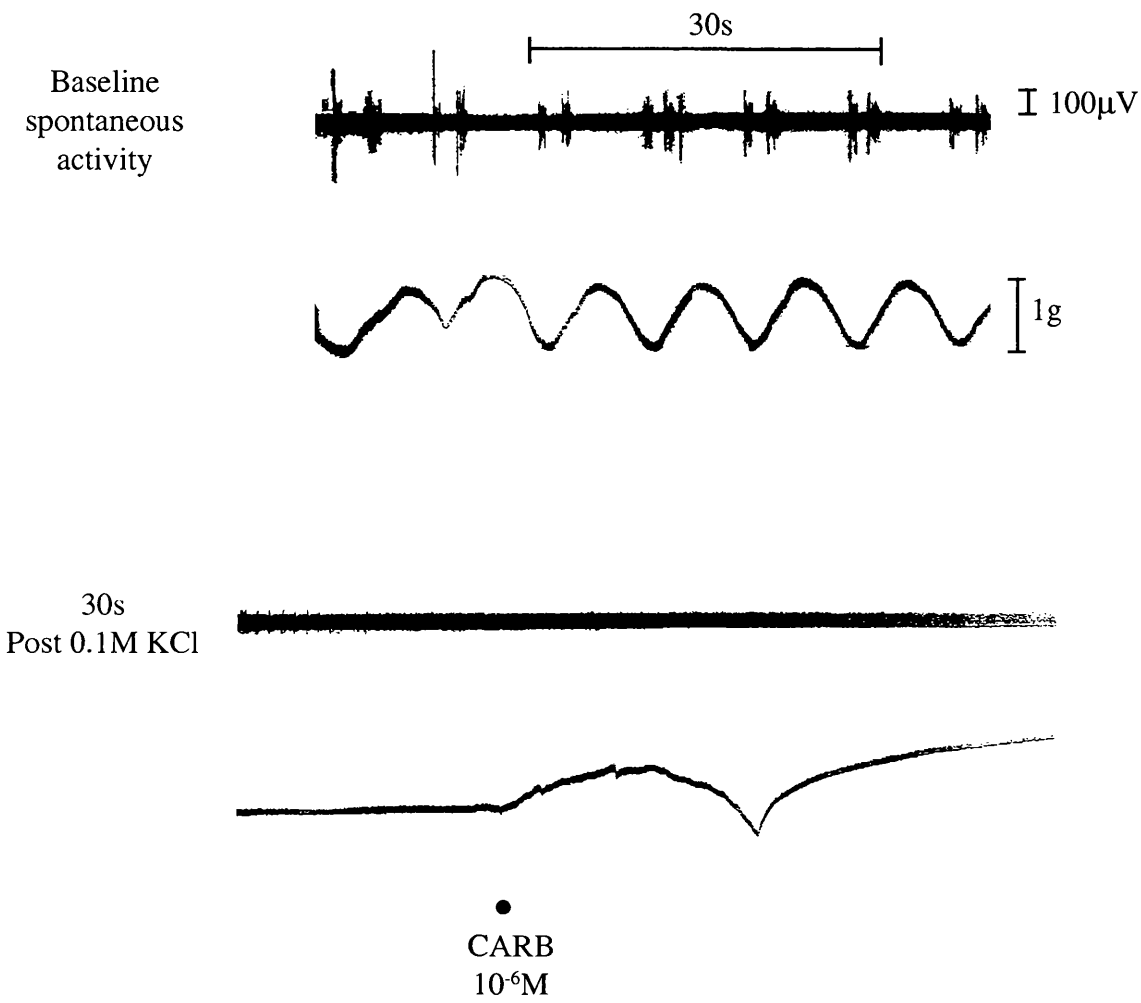 30s
Baseline
spontaneous
activity
100μV
1g
30s
Post 0.1M KCl
CARB
10⁻⁶M